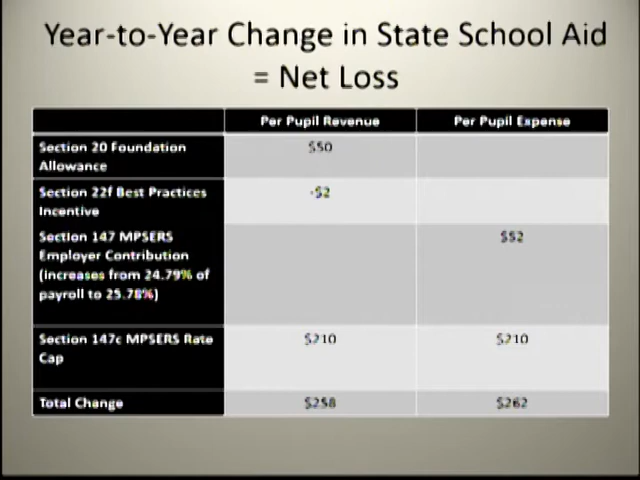 Year-to-Year Change in State School Aid
= Net Loss
Per Pupil Revenue Per Pupil Expense
Section 20 Foundation
Allowance
$50
Section 22f Best Practices
Incentive
-$2
Section 147 MPSERS
Employer Contribution
(increases from 24.79% of
payroll to 25.78%)
$52
Section 147c MPSERS Rate
Cap
$210 $210
Total Change $258 $262